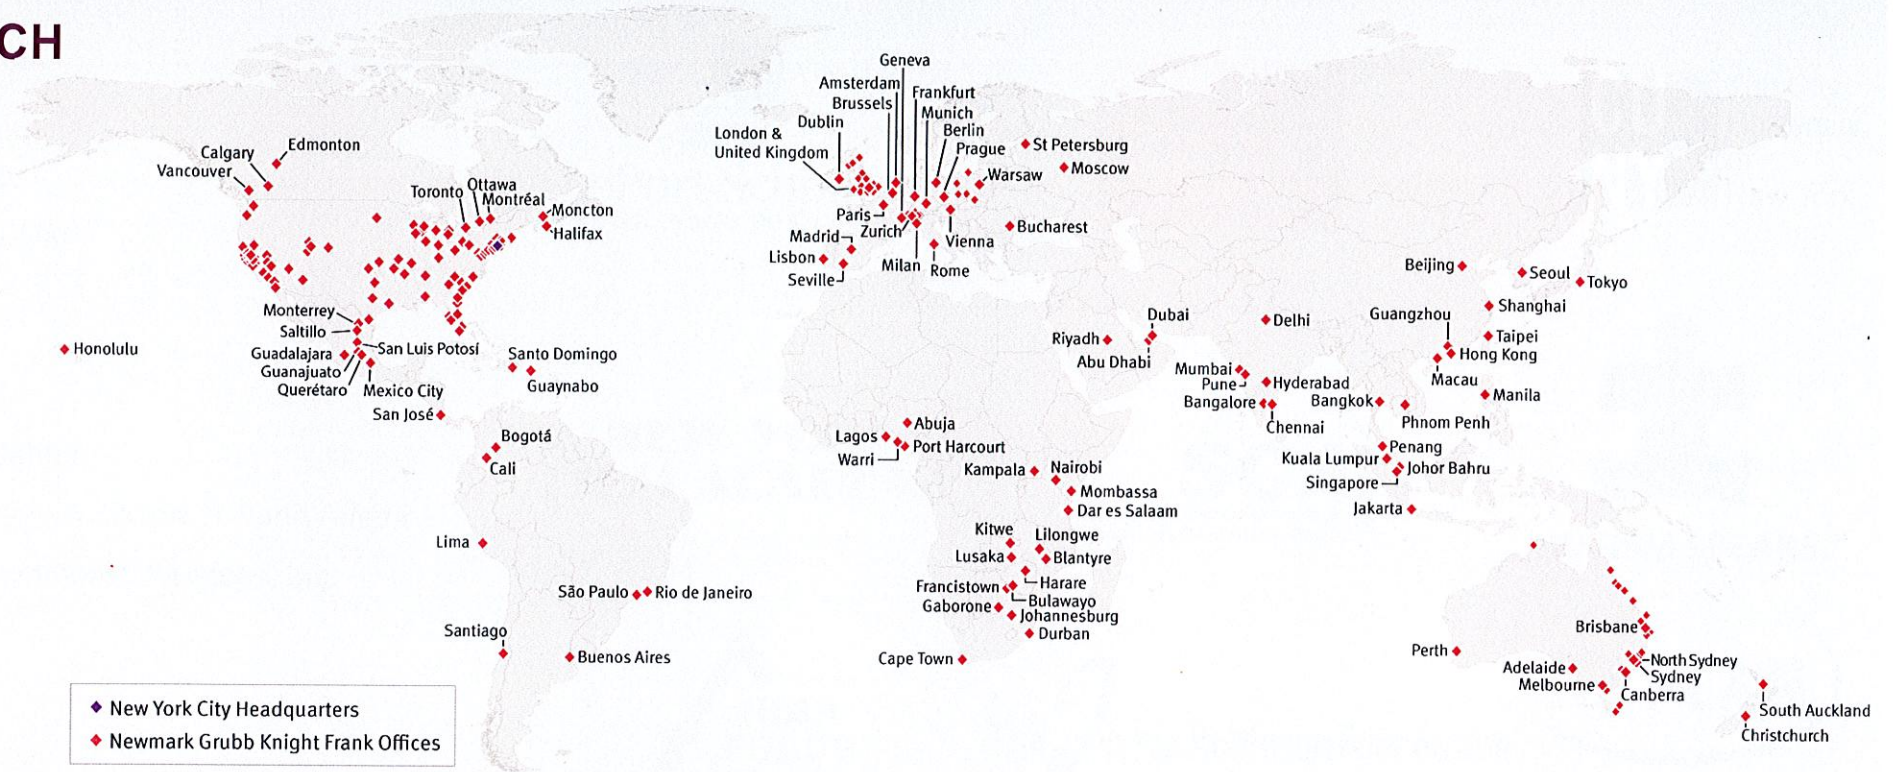 CH
Geneva
Amsterdam
Frankfurt
Brussels
Munich
Dublin
Berlin
London &
United Kingdom
Prague
St Petersburg
Moscow
Warsaw
Edmonton
Calgary
Vancouver
Toronto
Ottawa
Montréal
Moncton
Halifax
Paris
Zurich
Madrid
Lisbon
Seville
Milan
Rome
Vienna
Bucharest
Beijing
Seoul
Tokyo
Shanghai
Guangzhou
Taipei
Hong Kong
Macau
Manila
Monterrey
Saltillo
San Luis Potosí
Guadalajara
Guanajuato
Querétaro
Mexico City
Honolulu
Santo Domingo
Guaynabo
San José
Bogotá
Cali
Dubai
Riyadh
Abu Dhabi
Delhi
Mumbai
Pune
Hyderabad
Bangalore
Chennai
Bangkok
Phnom Penh
Penang
Kuala Lumpur
Johor Bahru
Singapore
Jakarta
Abuja
Lagos
Port Harcourt
Warri
Kampala
Nairobi
Mombassa
Dar es Salaam
Kitwe
Lilongwe
Lusaka
Blantyre
Harare
Francistown
Bulawayo
Gaborone
Johannesburg
Durban
Cape Town
Lima
São Paulo
Rio de Janeiro
Santiago
Buenos Aires
Brisbane
Perth
Adelaide
North Sydney
Sydney
Melbourne
Canberra
South Auckland
Christchurch
New York City Headquarters
Newmark Grubb Knight Frank Offices